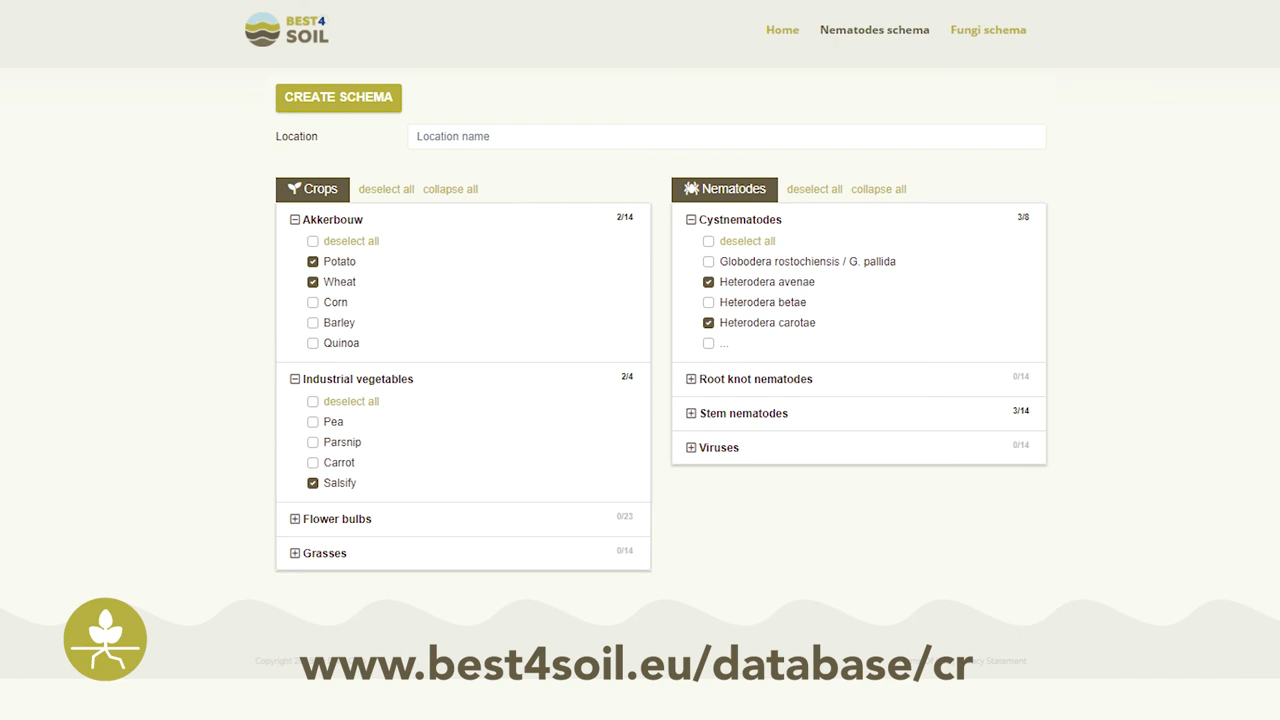 BEST4
SOIL
Home Nematodes schema Fungi schema
CREATE SCHEMA
Location Location name
Crops deselect all collapse all
Akkerbouw 2/14
deselect all
Potato
Wheat
Corn
Barley
Quinoa
Industrial vegetables 2/4
deselect all
Pea
Parsnip
Carrot
Salsify
Flower bulbs 0/23
Grasses 0/14
Nematodes deselect all collapse all
Cystnematodes 3/8
deselect all
Globodera rostochiensis / G. pallida
Heterodera avenae
Heterodera betae
Heterodera carotae
...
Root knot nematodes 0/14
Stem nematodes 3/14
Viruses 0/14
Copyright Statement
www.best4soil.eu/database/cr